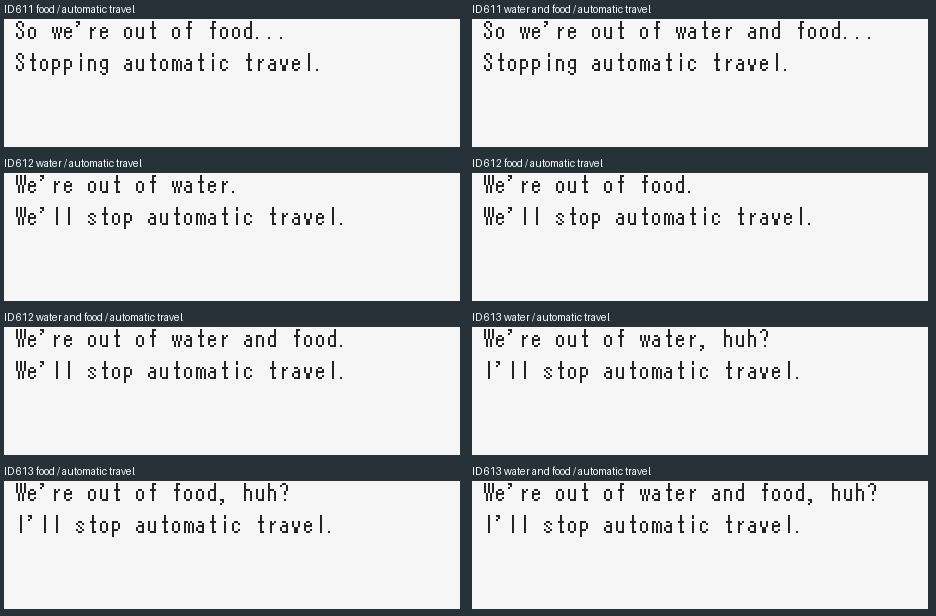 ID611 food / automatic travel
So we're out of food...
Stopping automatic travel.
ID611 water and food / automatic travel
So we're out of water and food...
Stopping automatic travel.
ID612 water / automatic travel
We're out of water.
We'll stop automatic travel.
ID612 food / automatic travel
We're out of food.
We'll stop automatic travel.
ID612 water and food / automatic travel
We're out of water and food.
We'll stop automatic travel.
ID613 water / automatic travel
We're out of water, huh?
I'll stop automatic travel.
ID613 food / automatic travel
We're out of food, huh?
I'll stop automatic travel.
ID613 water and food / automatic travel
We're out of water and food, huh?
I'll stop automatic travel.